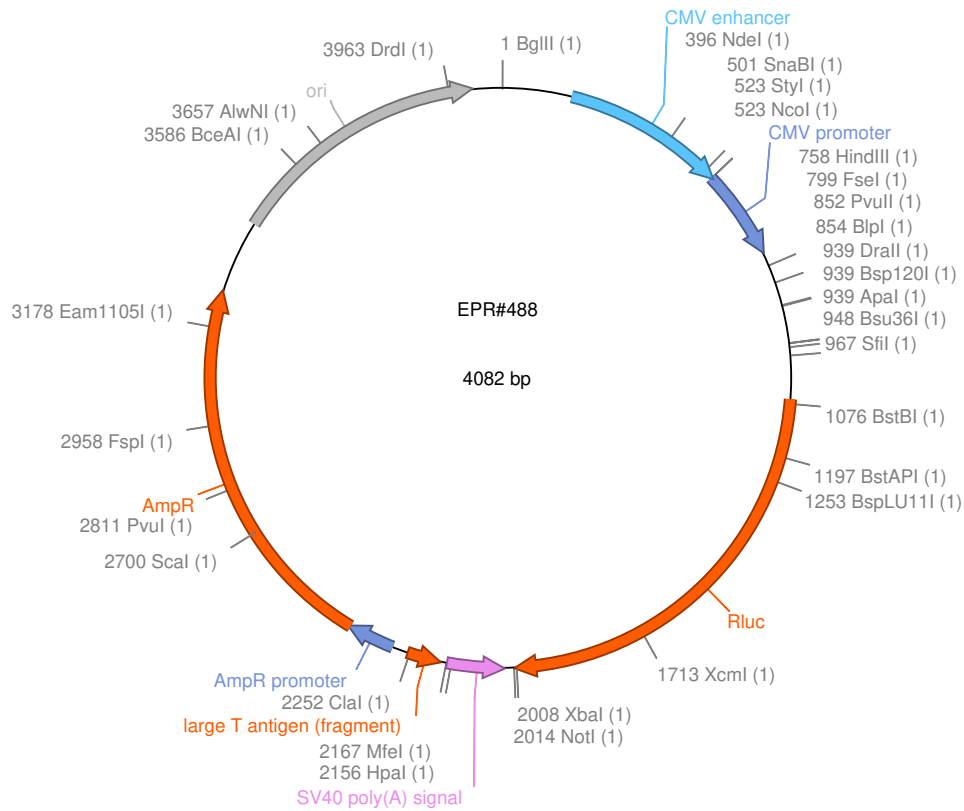 CMV enhancer
3963 DrdI (1)
1 BglII (1)
396 NdeI (1)
501 SnaBI (1)
523 StyI (1)
523 NcoI (1)
ori
3657 AlwNI (1)
3586 BceAI (1)
CMV promoter
758 HindIII (1)
799 FseI (1)
852 PvuII (1)
854 BlpI (1)
939 DraII (1)
939 Bsp120I (1)
939 ApaI (1)
948 Bsu36I (1)
967 SfiI (1)
EPR#488
4082 bp
3178 Eam1105I (1)
1076 BstBI (1)
2958 FspI (1)
1197 BstAPI (1)
1253 BspLU11I (1)
AmpR
2811 PvuI (1)
2700 ScaI (1)
Rluc
1713 XcmI (1)
AmpR promoter
2252 ClaI (1)
large T antigen (fragment)
2008 XbaI (1)
2014 NotI (1)
2167 MfeI (1)
2156 HpaI (1)
SV40 poly(A) signal